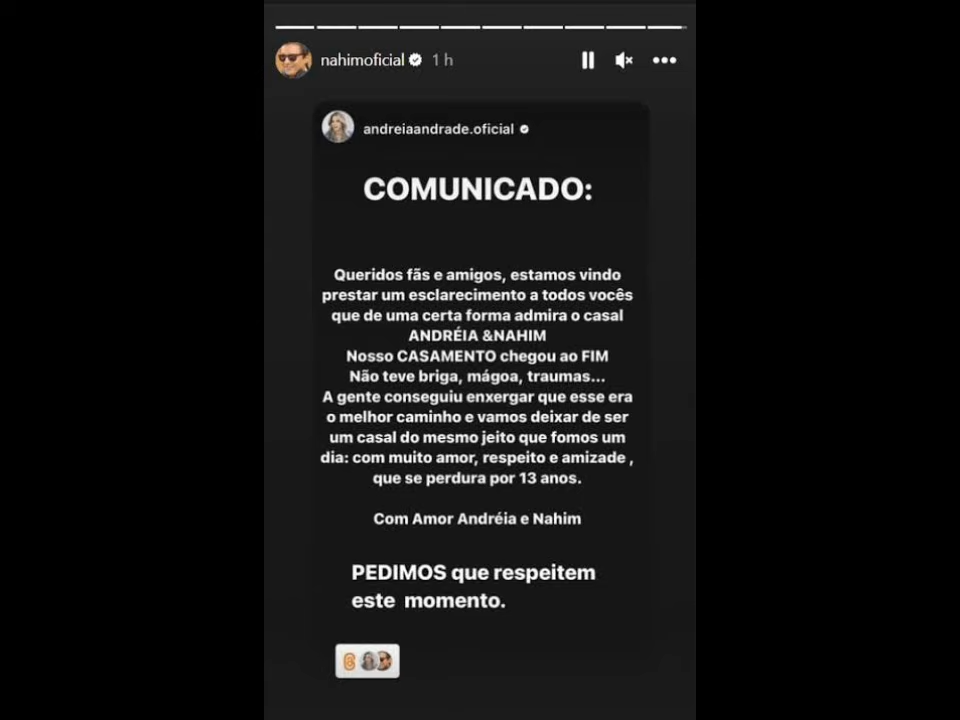 nahimoficial 1 h
andreiaandrade.oficial
COMUNICADO:
Queridos fãs e amigos, estamos vindo
prestar um esclarecimento a todos vocês
que de uma certa forma admira o casal
ANDRÉIA &NAHIM
Nosso CASAMENTO chegou ao FIM
Não teve briga, mágoa, traumas...
A gente conseguiu enxergar que esse era
o melhor caminho e vamos deixar de ser
um casal do mesmo jeito que fomos um
dia: com muito amor, respeito e amizade ,
que se perdura por 13 anos.
Com Amor Andréia e Nahim
PEDIMOS que respeitem
este momento.